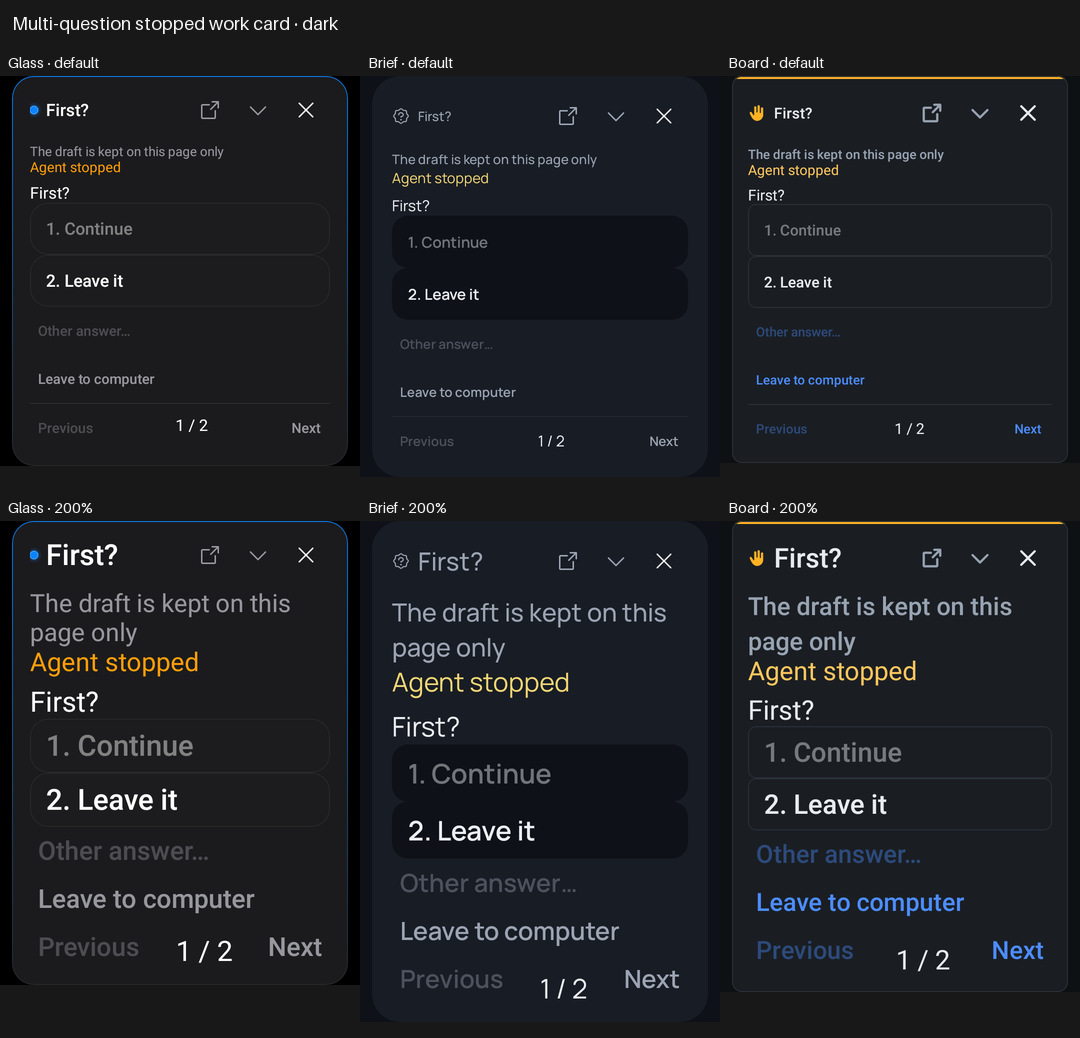 Multi-question stopped work card · dark
Glass · default
First?
The draft is kept on this page only
Agent stopped
First?
1. Continue
2. Leave it
Other answer...
Leave to computer
Previous
1 / 2
Next
Brief · default
First?
The draft is kept on this page only
Agent stopped
First?
1. Continue
2. Leave it
Other answer...
Leave to computer
Previous
1 / 2
Next
Board · default
First?
The draft is kept on this page only
Agent stopped
First?
1. Continue
2. Leave it
Other answer...
Leave to computer
Previous
1 / 2
Next
Glass · 200%
First?
The draft is kept on this
page only
Agent stopped
First?
1. Continue
2. Leave it
Other answer...
Leave to computer
Previous
1 / 2
Next
Brief · 200%
First?
The draft is kept on this
page only
Agent stopped
First?
1. Continue
2. Leave it
Other answer...
Leave to computer
Previous
1 / 2
Next
Board · 200%
First?
The draft is kept on this
page only
Agent stopped
First?
1. Continue
2. Leave it
Other answer...
Leave to computer
Previous
1 / 2
Next